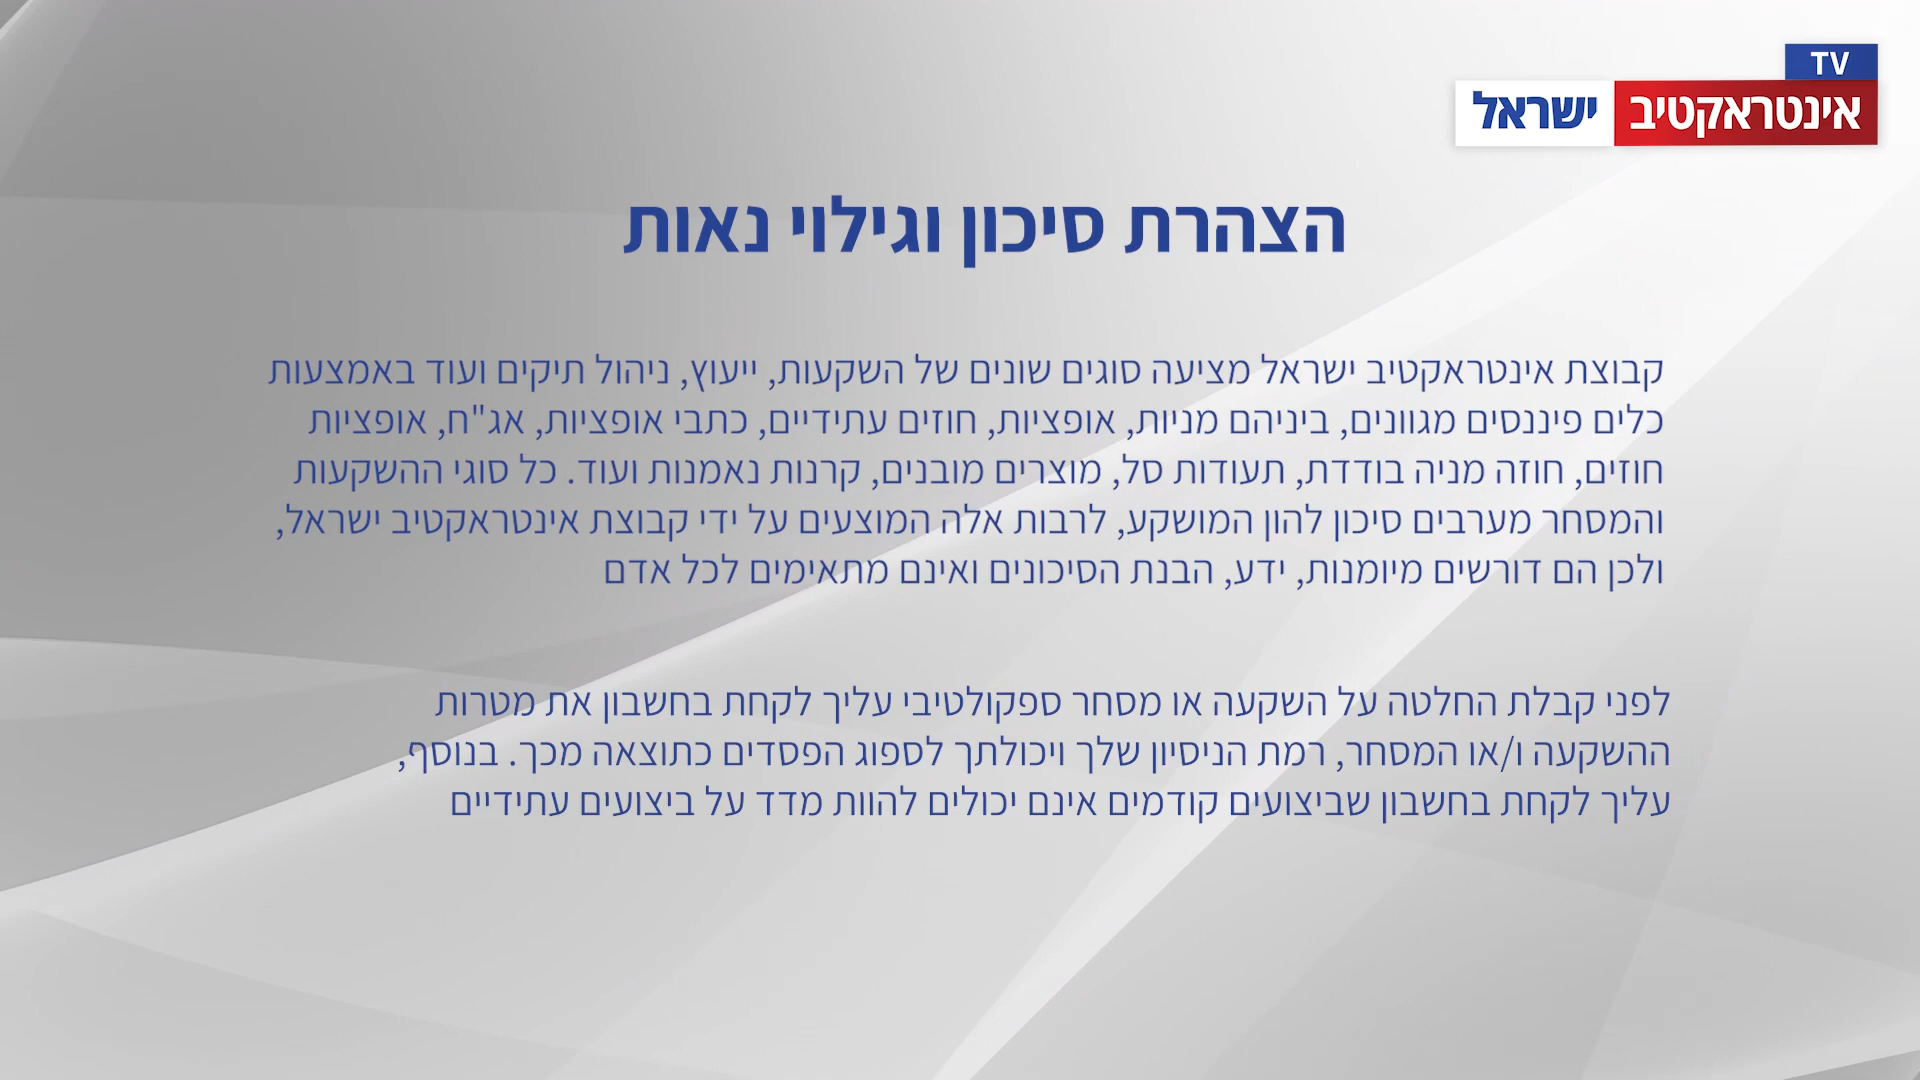 TV
אינטראקטיב ישראל
הצהרת סיכון וגילוי נאות
קבוצת אינטראקטיב ישראל מציעה סוגים שונים של השקעות, ייעוץ, ניהול תיקים ועוד באמצעות
כלים פיננסים מגוונים, ביניהם מניות, אופציות, חוזים עתידיים, כתבי אופציות, אג"ח, אופציות
חוזים, חוזה מניה בודדת, תעודות סל, מוצרים מובנים, קרנות נאמנות ועוד. כל סוגי ההשקעות
והמסחר מערבים סיכון להון המושקע, לרבות אלה המוצעים על ידי קבוצת אינטראקטיב ישראל,
ולכן הם דורשים מיומנות, ידע, הבנת הסיכונים ואינם מתאימים לכל אדם
לפני קבלת החלטה על השקעה או מסחר ספקולטיבי עליך לקחת בחשבון את מטרות
ההשקעה ו/או המסחר, רמת הניסיון שלך ויכולתך לספוג הפסדים כתוצאה מכך. בנוסף,
עליך לקחת בחשבון שביצועים קודמים אינם יכולים להוות מדד על ביצועים עתידיים